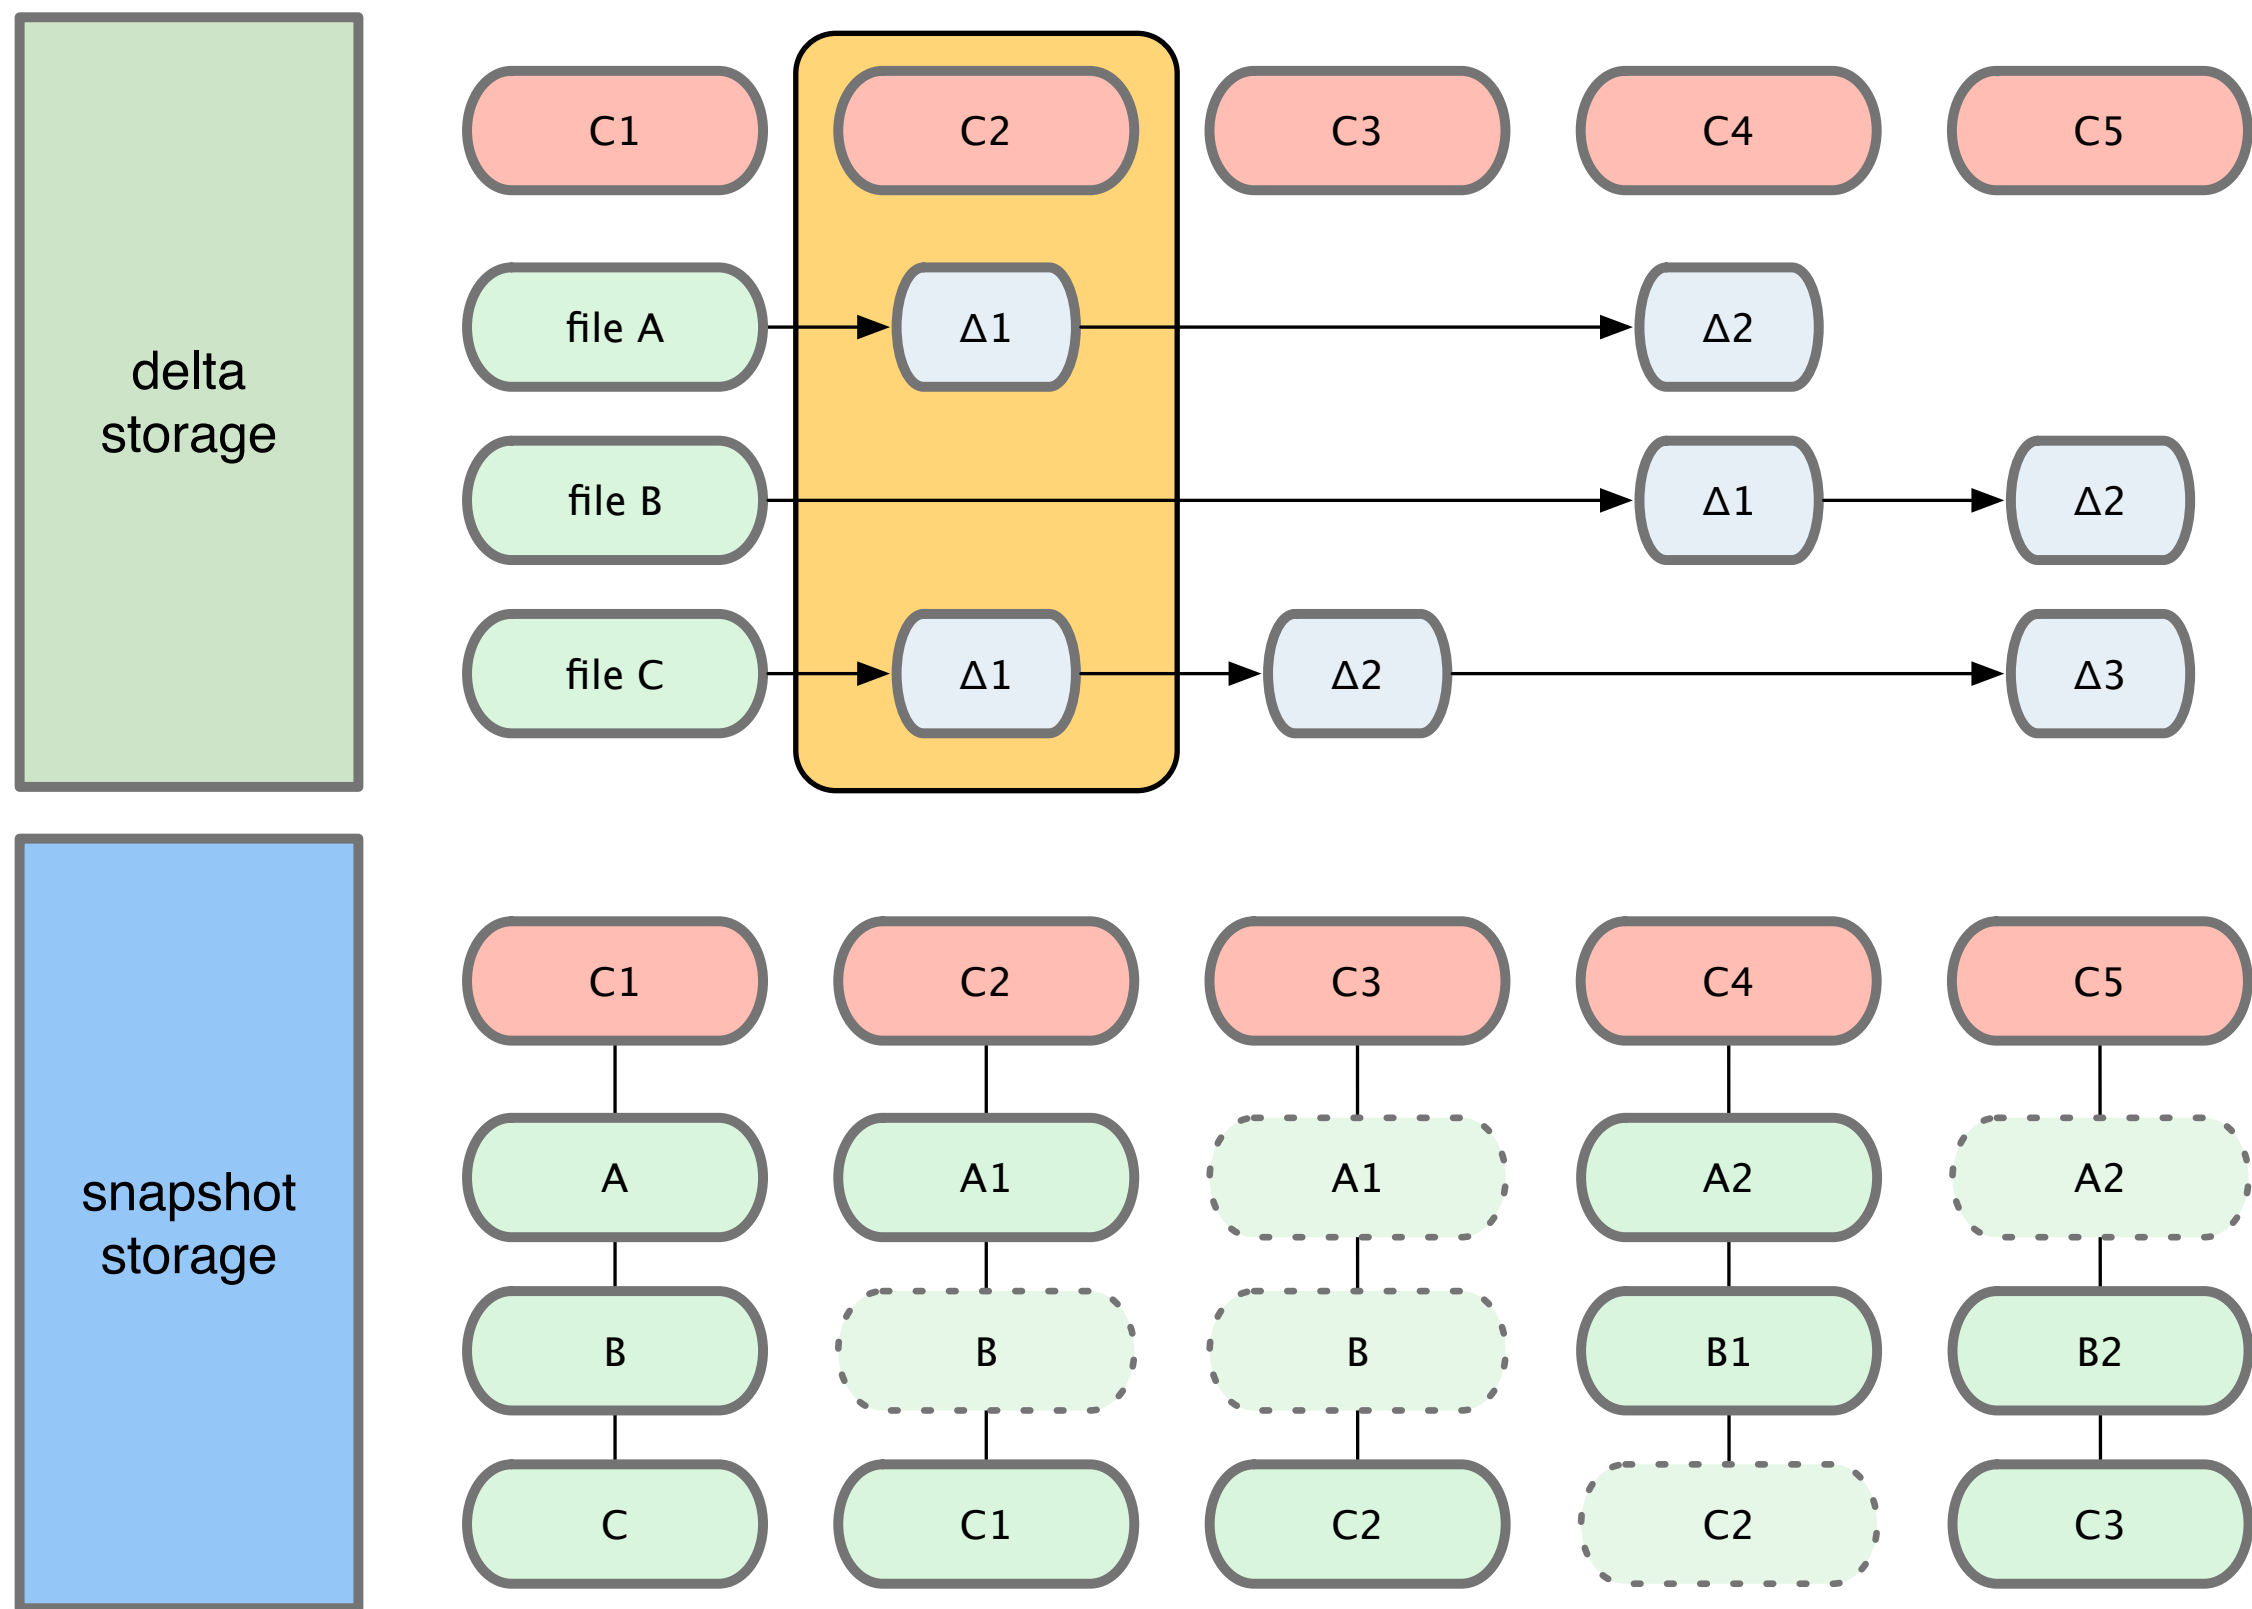 delta
storage
C1 C2 C3 C4 C5
file A Δ1 Δ2
file B Δ1 Δ2
file C Δ1 Δ2 Δ3
snapshot
storage
C1 C2 C3 C4 C5
A A1 A1 A2 A2
B B B B1 B2
C C1 C2 C2 C3